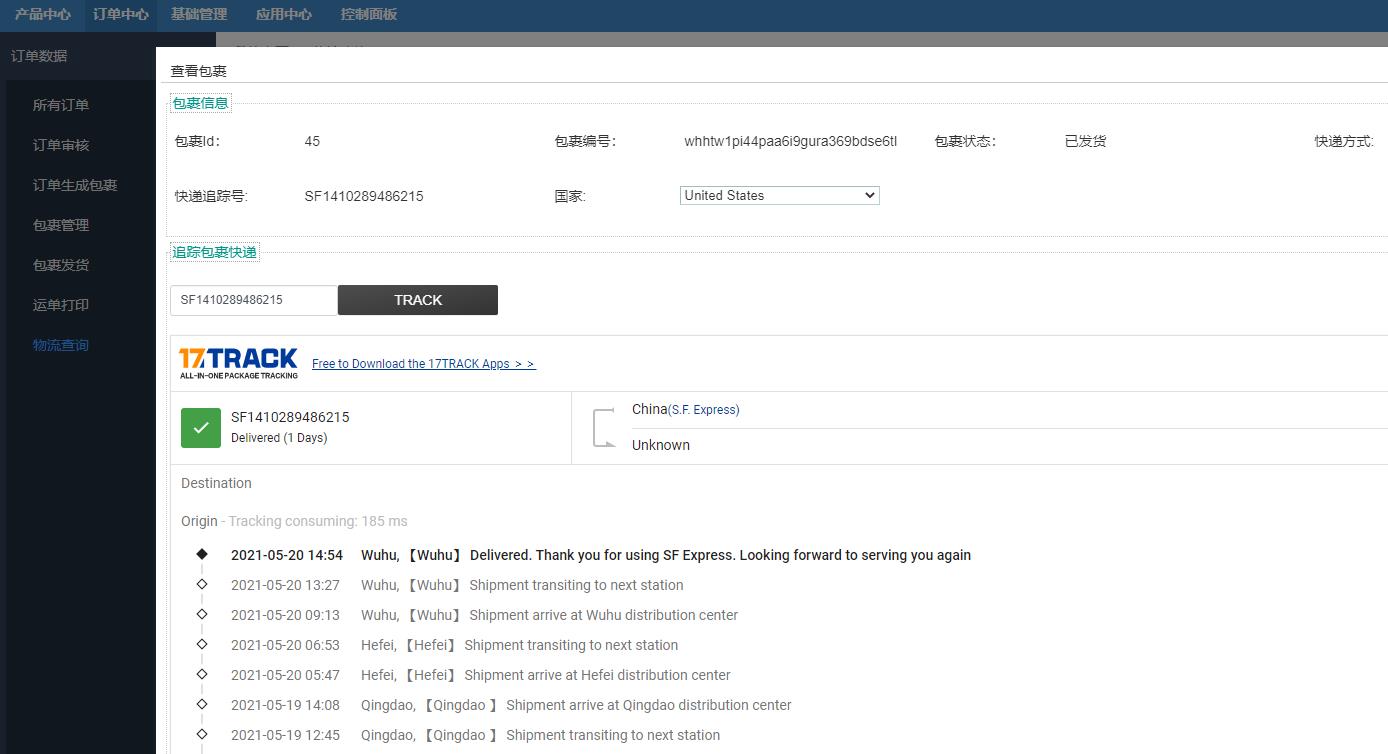 产品中心 订单中心 基础管理 应用中心 控制面板
订单数据
所有订单
订单审核
订单生成包裹
包裹管理
包裹发货
运单打印
物流查询
查看包裹
包裹信息
包裹Id: 45 包裹编号: whhtw1pi44paa6i9gura369bdse6tl 包裹状态: 已发货 快递方式:
快递追踪号: SF1410289486215 国家: United States
追踪包裹快递
SF1410289486215 TRACK
17TRACK
ALL-IN-ONE PACKAGE TRACKING
Free to Download the 17TRACK Apps > >
SF1410289486215
Delivered (1 Days)
China(S.F. Express)
Unknown
Destination
Origin - Tracking consuming: 185 ms
2021-05-20 14:54 Wuhu, 【Wuhu】 Delivered. Thank you for using SF Express. Looking forward to serving you again
2021-05-20 13:27 Wuhu, 【Wuhu】 Shipment transiting to next station
2021-05-20 09:13 Wuhu, 【Wuhu】 Shipment arrive at Wuhu distribution center
2021-05-20 06:53 Hefei, 【Hefei】 Shipment transiting to next station
2021-05-20 05:47 Hefei, 【Hefei】 Shipment arrive at Hefei distribution center
2021-05-19 14:08 Qingdao, 【Qingdao 】 Shipment arrive at Qingdao distribution center
2021-05-19 12:45 Qingdao, 【Qingdao 】 Shipment transiting to next station